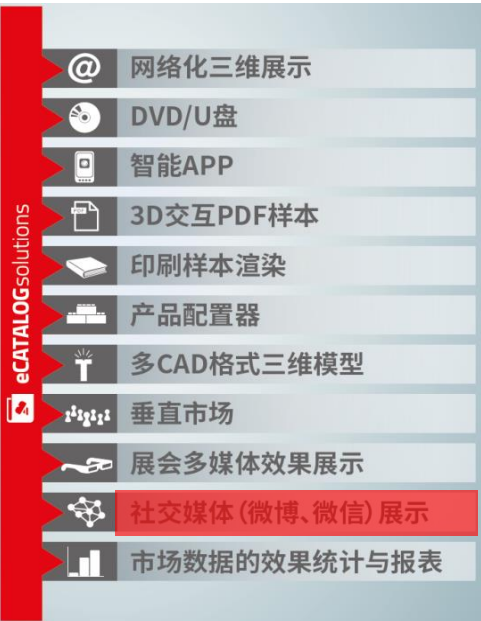 @
网络化三维展示
DVD/U盘
智能APP
PDF
3D交互PDF样本
印刷样本渲染
产品配置器
多CAD格式三维模型
垂直市场
展会多媒体效果展示
社交媒体(微博、微信)展示
市场数据的效果统计与报表
eCATALOGsolutions